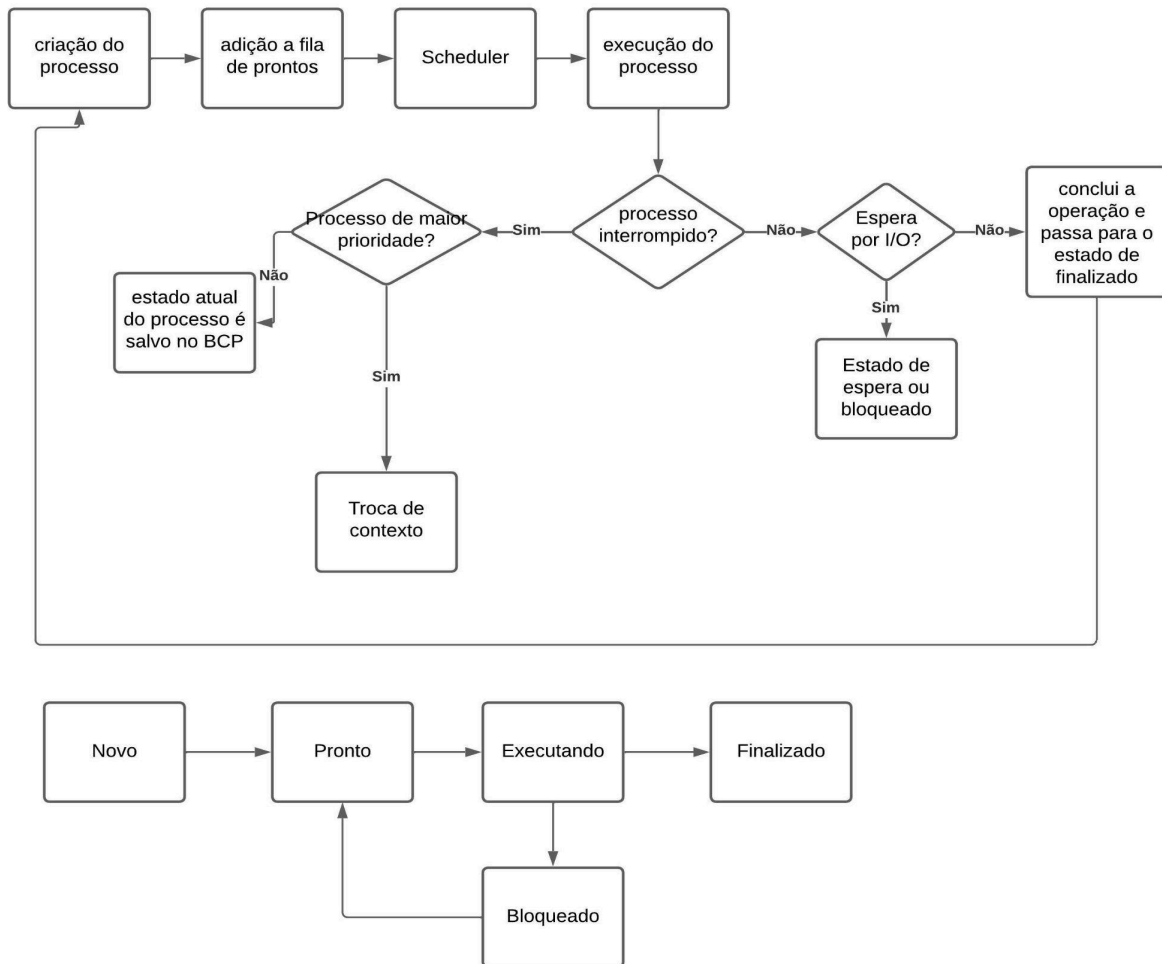 criação do
processo
adição a fila
de prontos
Scheduler
execução do
processo
Processo de maior
prioridade?
Sim
processo
interrompido?
Não
Espera
por I/O?
Não
conclui a
operação e
passa para o
estado de
finalizado
Não
estado atual
do processo é
salvo no BCP
Sim
Sim
Estado de
espera ou
bloqueado
Troca de
contexto
Novo
Pronto
Executando
Finalizado
Bloqueado